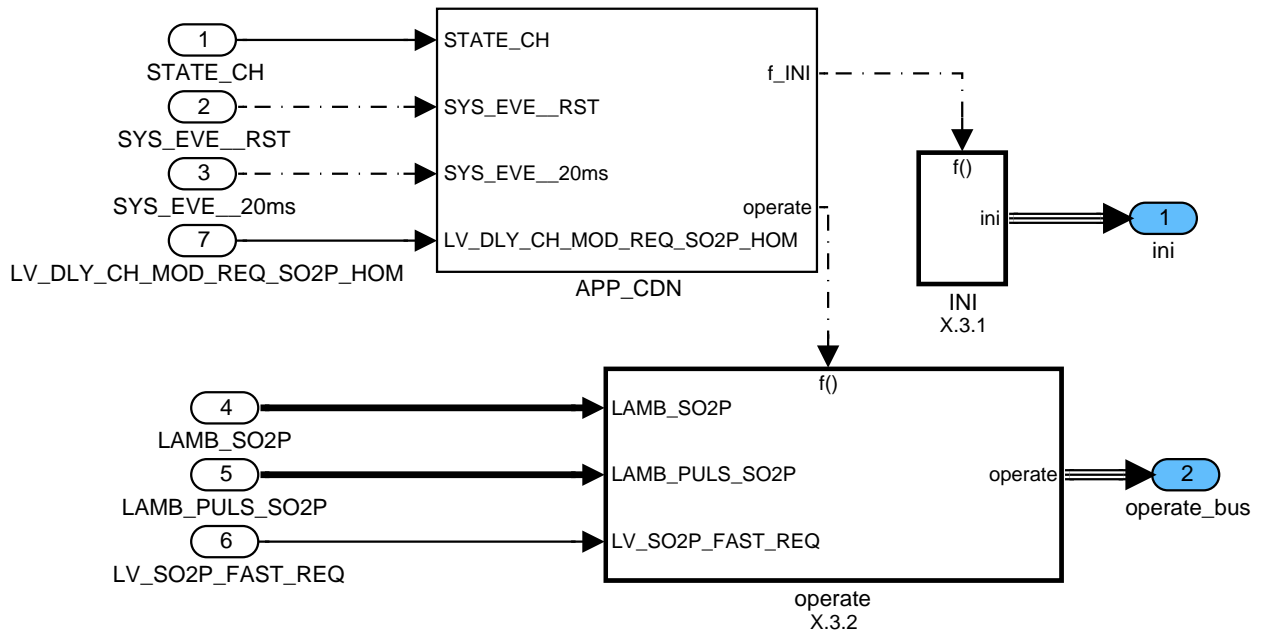 1
STATE_CH
2
SYS_EVE__RST
3
SYS_EVE__20ms
7
LV_DLY_CH_MOD_REQ_SO2P_HOM
STATE_CH
SYS_EVE__RST
SYS_EVE__20ms
LV_DLY_CH_MOD_REQ_SO2P_HOM
f_INI
operate
APP_CDN
f()
ini
INI
X.3.1
1
ini
4
LAMB_SO2P
5
LAMB_PULS_SO2P
6
LV_SO2P_FAST_REQ
f()
LAMB_SO2P
LAMB_PULS_SO2P
LV_SO2P_FAST_REQ
operate
operate
X.3.2
2
operate_bus